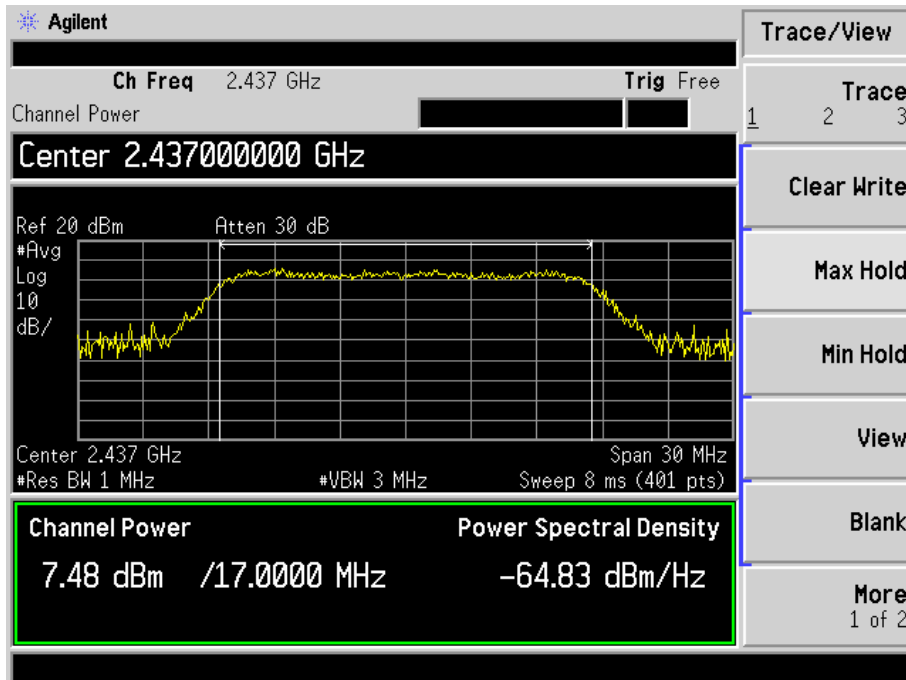 Agilent
Trace/View
Ch Freq 2.437 GHz Trig Free
Channel Power
Trace
1 2 3
Center 2.437000000 GHz
Clear Write
Ref 20 dBm Atten 30 dB
#Avg
Log
10
dB/
Max Hold
Min Hold
Center 2.437 GHz Span 30 MHz
#Res BW 1 MHz #VBW 3 MHz Sweep 8 ms (401 pts)
View
Channel Power Power Spectral Density
7.48 dBm /17.0000 MHz -64.83 dBm/Hz
Blank
More
1 of 2